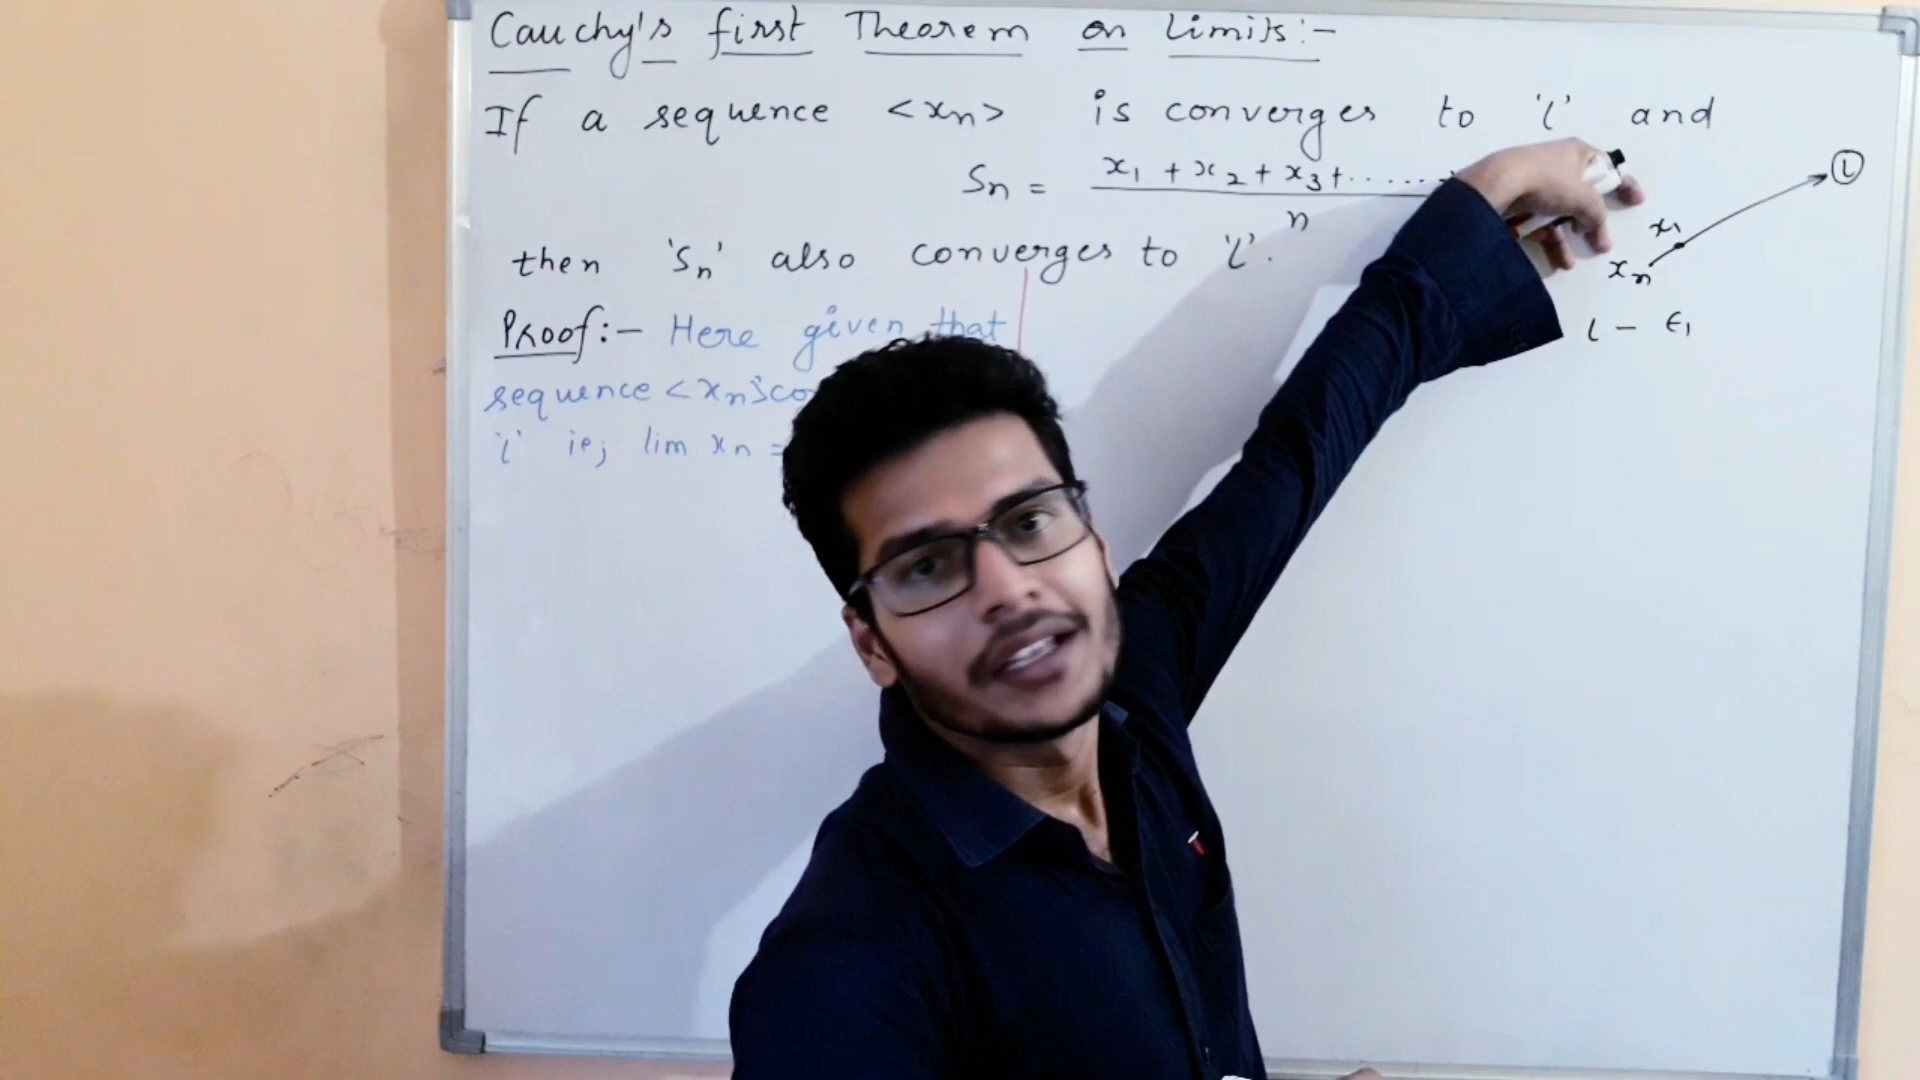 Cauchy's first Theorem on Limits:-
If a sequence <xn> is converges to 'l' and
Sn = x1 + x2 + x3 + ......
n
then 'Sn' also converges to 'l'.
L
x1
xn
l - ϵ1
Proof:- Here given that
sequence <xn>
'l' ie; lim xn =